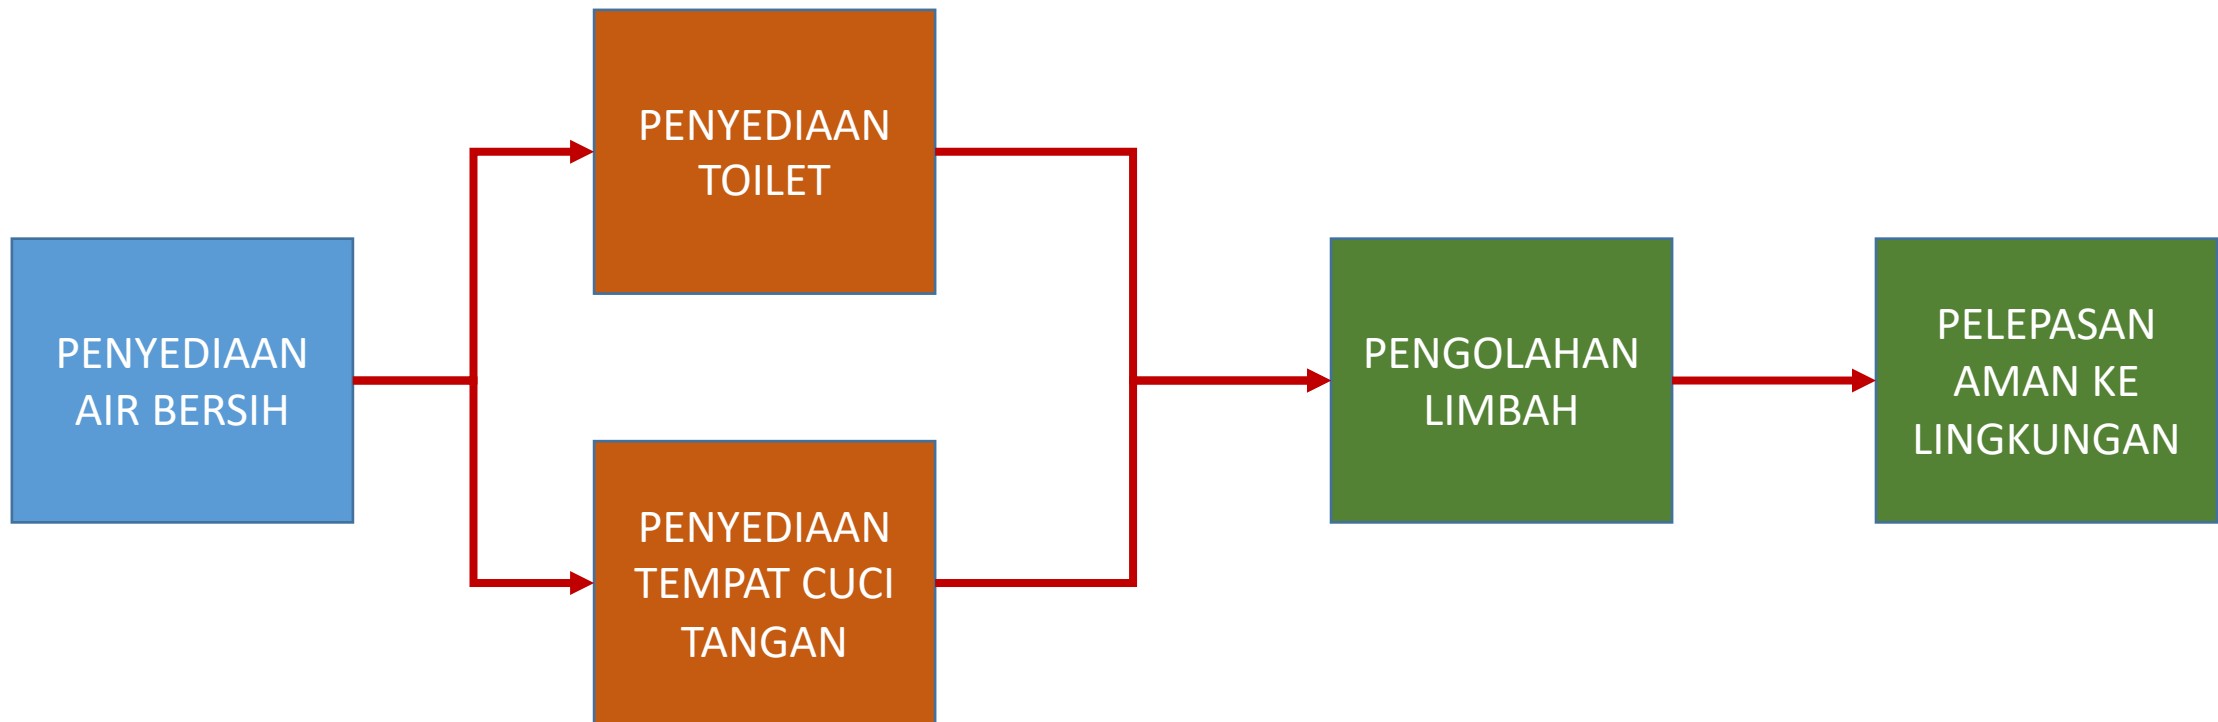 PENYEDIAAN
AIR BERSIH
PENYEDIAAN
TOILET
PENYEDIAAN
TEMPAT CUCI
TANGAN
PENGOLAHAN
LIMBAH
PELEPASAN
AMAN KE
LINGKUNGAN